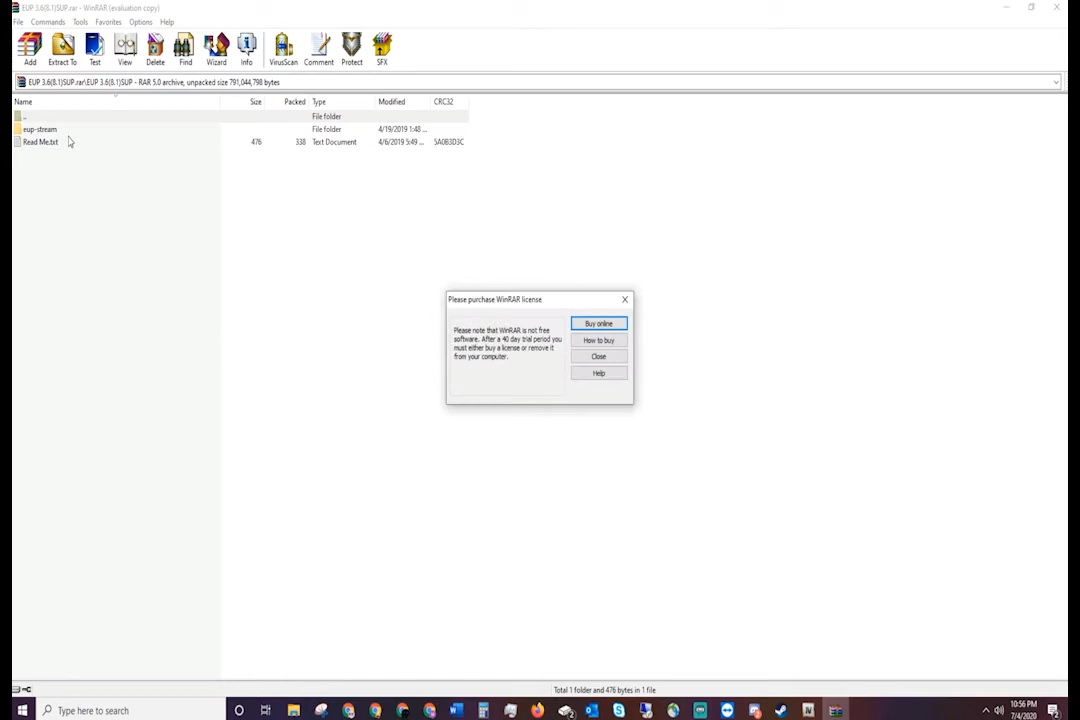 EUP 3.6(8.1)SUP.rar - WinRAR (evaluation copy)
File Commands Tools Favorites Options Help
Add Extract To Test View Delete Find Wizard Info VirusScan Comment Protect SFX
EUP 3.6(8.1)SUP.rar\EUP 3.6(8.1)SUP - RAR 5.0 archive, unpacked size 791,044,798 bytes
Name Size Packed Type Modified CRC32
.. File folder
eup-stream File folder 4/19/2019 1:48 ...
Read Me.txt 476 338 Text Document 4/6/2019 5:49 ... 5A0B3D3C
Please purchase WinRAR license
Please note that WinRAR is not free
software. After a 40 day trial period you
must either buy a license or remove it
from your computer.
Buy online
How to buy
Close
Help
Total 1 folder and 476 bytes in 1 file
Type here to search
10:56 PM
7/4/2020